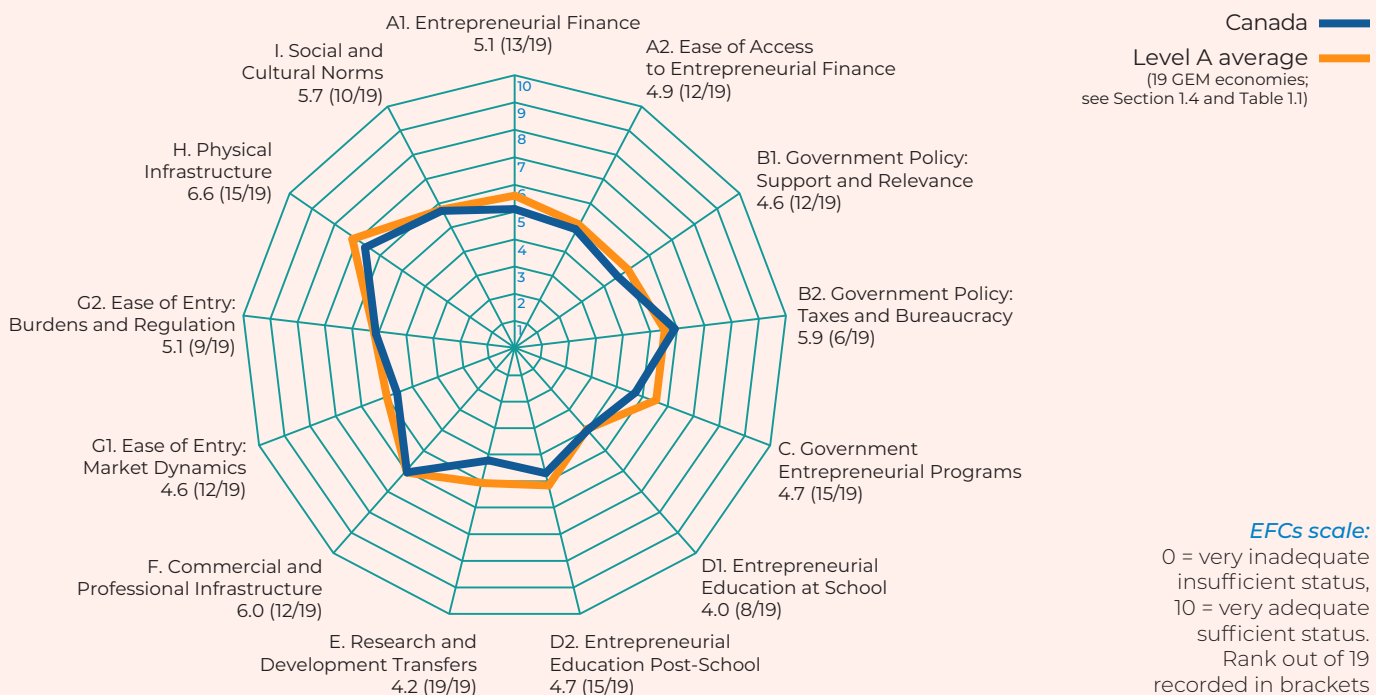 A1. Entrepreneurial Finance
5.1 (13/19)
A2. Ease of Access
to Entrepreneurial Finance
4.9 (12/19)
B1. Government Policy:
Support and Relevance
4.6 (12/19)
B2. Government Policy:
Taxes and Bureaucracy
5.9 (6/19)
C. Government
Entrepreneurial Programs
4.7 (15/19)
D1. Entrepreneurial
Education at School
4.0 (8/19)
D2. Entrepreneurial
Education Post-School
4.7 (15/19)
E. Research and
Development Transfers
4.2 (19/19)
F. Commercial and
Professional Infrastructure
6.0 (12/19)
G1. Ease of Entry:
Market Dynamics
4.6 (12/19)
G2. Ease of Entry:
Burdens and Regulation
5.1 (9/19)
H. Physical
Infrastructure
6.6 (15/19)
I. Social and
Cultural Norms
5.7 (10/19)
10
9
8
7
6
5
4
3
2
1
Canada
Level A average
(19 GEM economies;
see Section 1.4 and Table 1.1)
EFCs scale:
0 = very inadequate
insufficient status,
10 = very adequate
sufficient status.
Rank out of 19
recorded in brackets